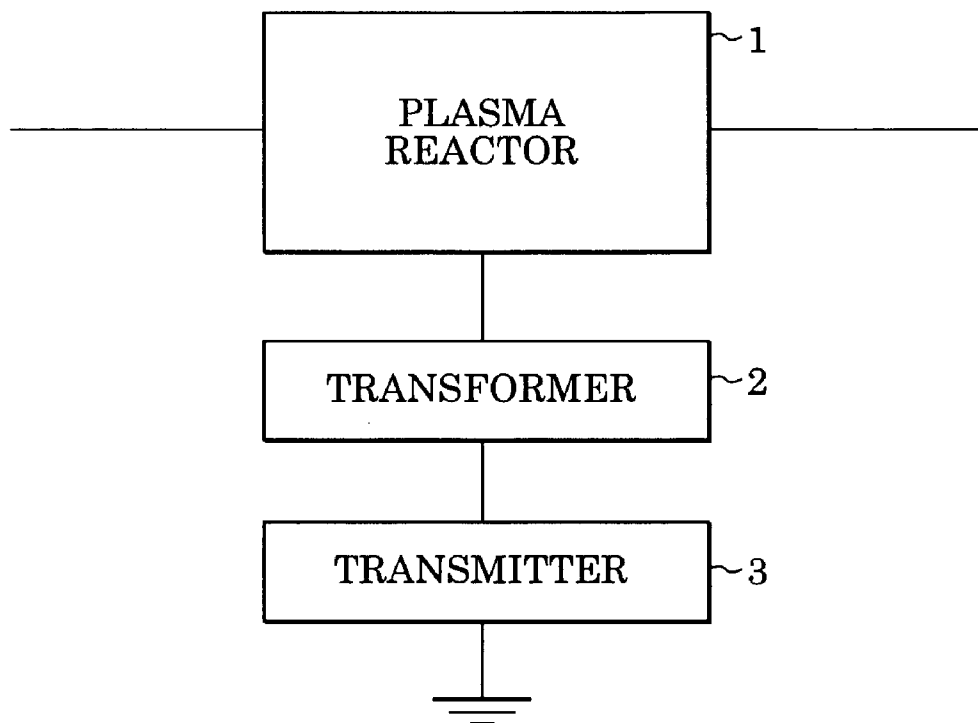 1
PLASMA
REACTOR
TRANSFORMER
2
TRANSMITTER
3